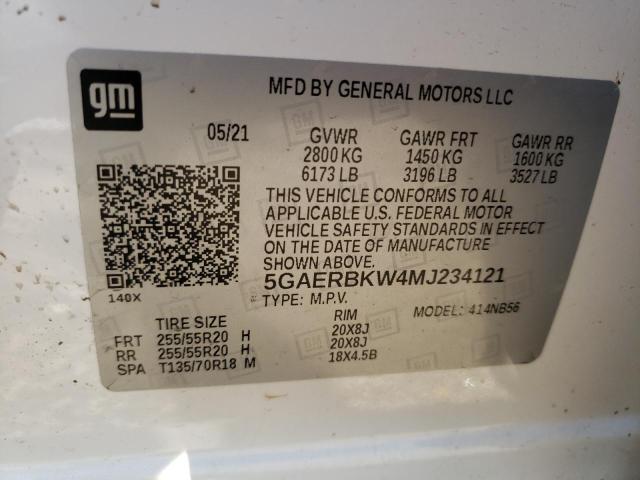 gm
MFD BY GENERAL MOTORS LLC
05/21 GVWR GAWR FRT GAWR RR
2800 KG 1450 KG 1600 KG
6173 LB 3196 LB 3527 LB
THIS VEHICLE CONFORMS TO ALL
APPLICABLE U.S. FEDERAL MOTOR
VEHICLE SAFETY STANDARDS IN EFFECT
ON THE DATE OF MANUFACTURE
SHOWN ABOVE.
140X
5GAERBKW4MJ234121
TYPE: M.P.V. MODEL: 414NB56
TIRE SIZE RIM
FRT 255/55R20 H 20X8J
RR 255/55R20 H 20X8J
SPA T135/70R18 M 18X4.5B